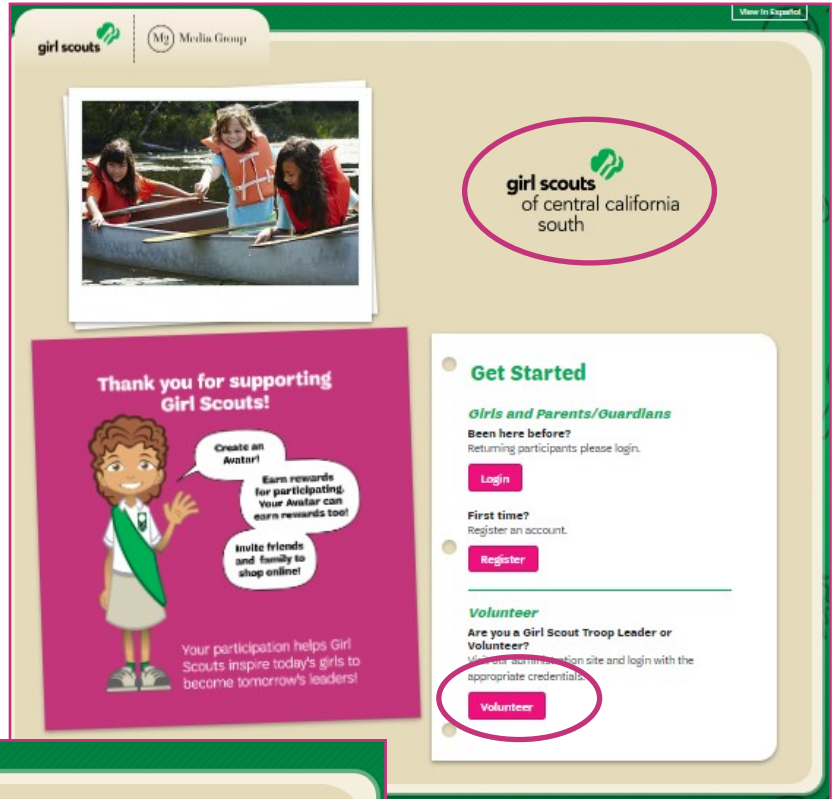 View In Español
girl scouts
M2 Media Group
girl scouts
of central california
south
Thank you for supporting
Girl Scouts!
Create an
Avatar!
Earn rewards
for participating.
Your Avatar can
earn rewards too!
Invite friends
and family to
shop online!
Your participation helps Girl
Scouts inspire today's girls to
become tomorrow's leaders!
Get Started
Girls and Parents/Guardians
Been here before?
Returning participants please login.
Login
First time?
Register an account.
Register
Volunteer
Are you a Girl Scout Troop Leader or
Volunteer?
Visit our administration site and login with the
appropriate credentials.
Volunteer